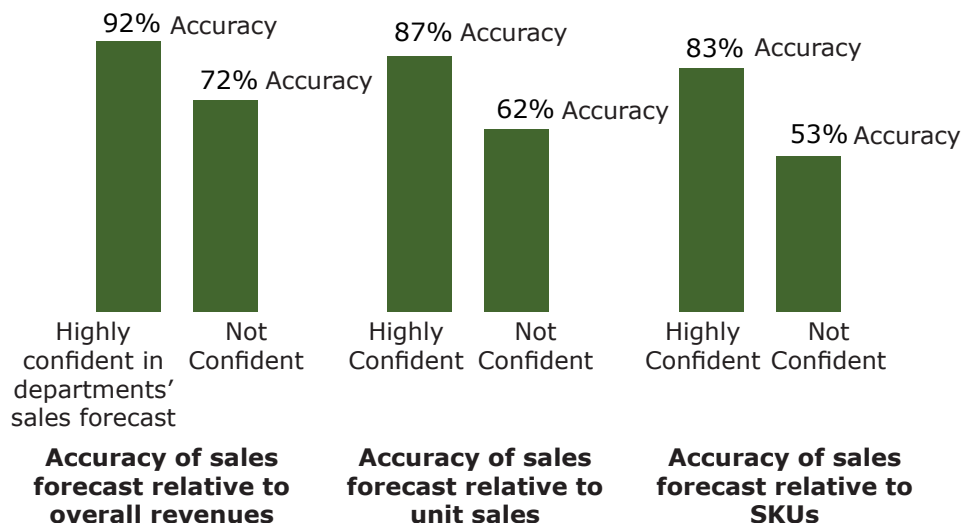 92% Accuracy
72% Accuracy
87% Accuracy
62% Accuracy
83% Accuracy
53% Accuracy
Highly
confident in
departments’
sales forecast
Not
Confident
Highly
Confident
Not
Confident
Highly
Confident
Not
Confident
Accuracy of sales
forecast relative to
overall revenues
Accuracy of sales
forecast relative to
unit sales
Accuracy of sales
forecast relative to
SKUs